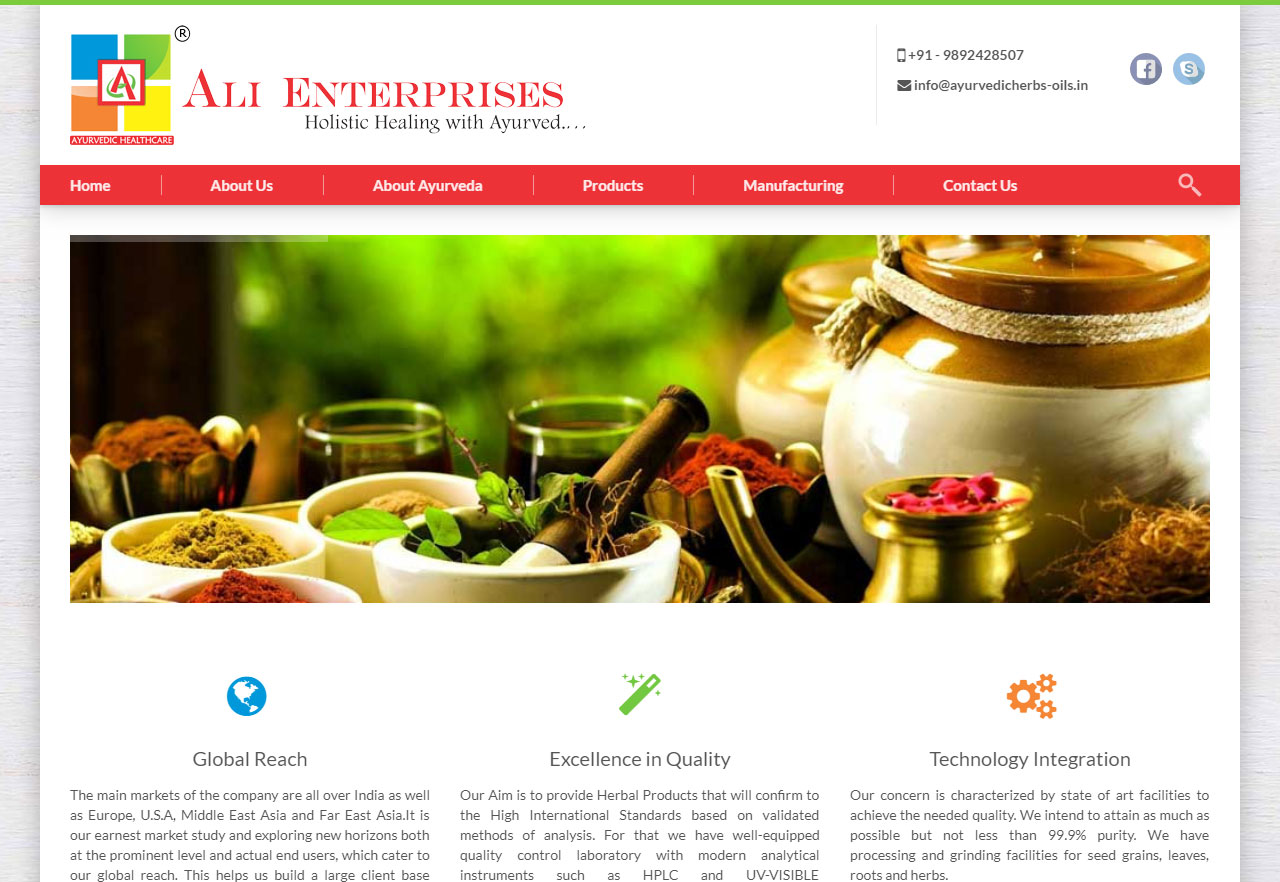 ®
A
ALI ENTERPRISES
Holistic Healing with Ayurved....
AYURVEDIC HEALTHCARE
+91 - 9892428507
info@ayurvedicherbs-oils.in
Home
About Us
About Ayurveda
Products
Manufacturing
Contact Us
Global Reach
The main markets of the company are all over India as well
as Europe, U.S.A, Middle East Asia and Far East Asia.It is
our earnest market study and exploring new horizons both
at the prominent level and actual end users, which cater to
our global reach. This helps us build a large client base
Excellence in Quality
Our Aim is to provide Herbal Products that will confirm to
the High International Standards based on validated
methods of analysis. For that we have well-equipped
quality control laboratory with modern analytical
instruments such as HPLC and UV-VISIBLE
Technology Integration
Our concern is characterized by state of art facilities to
achieve the needed quality. We intend to attain as much as
possible but not less than 99.9% purity. We have
processing and grinding facilities for seed grains, leaves,
roots and herbs.